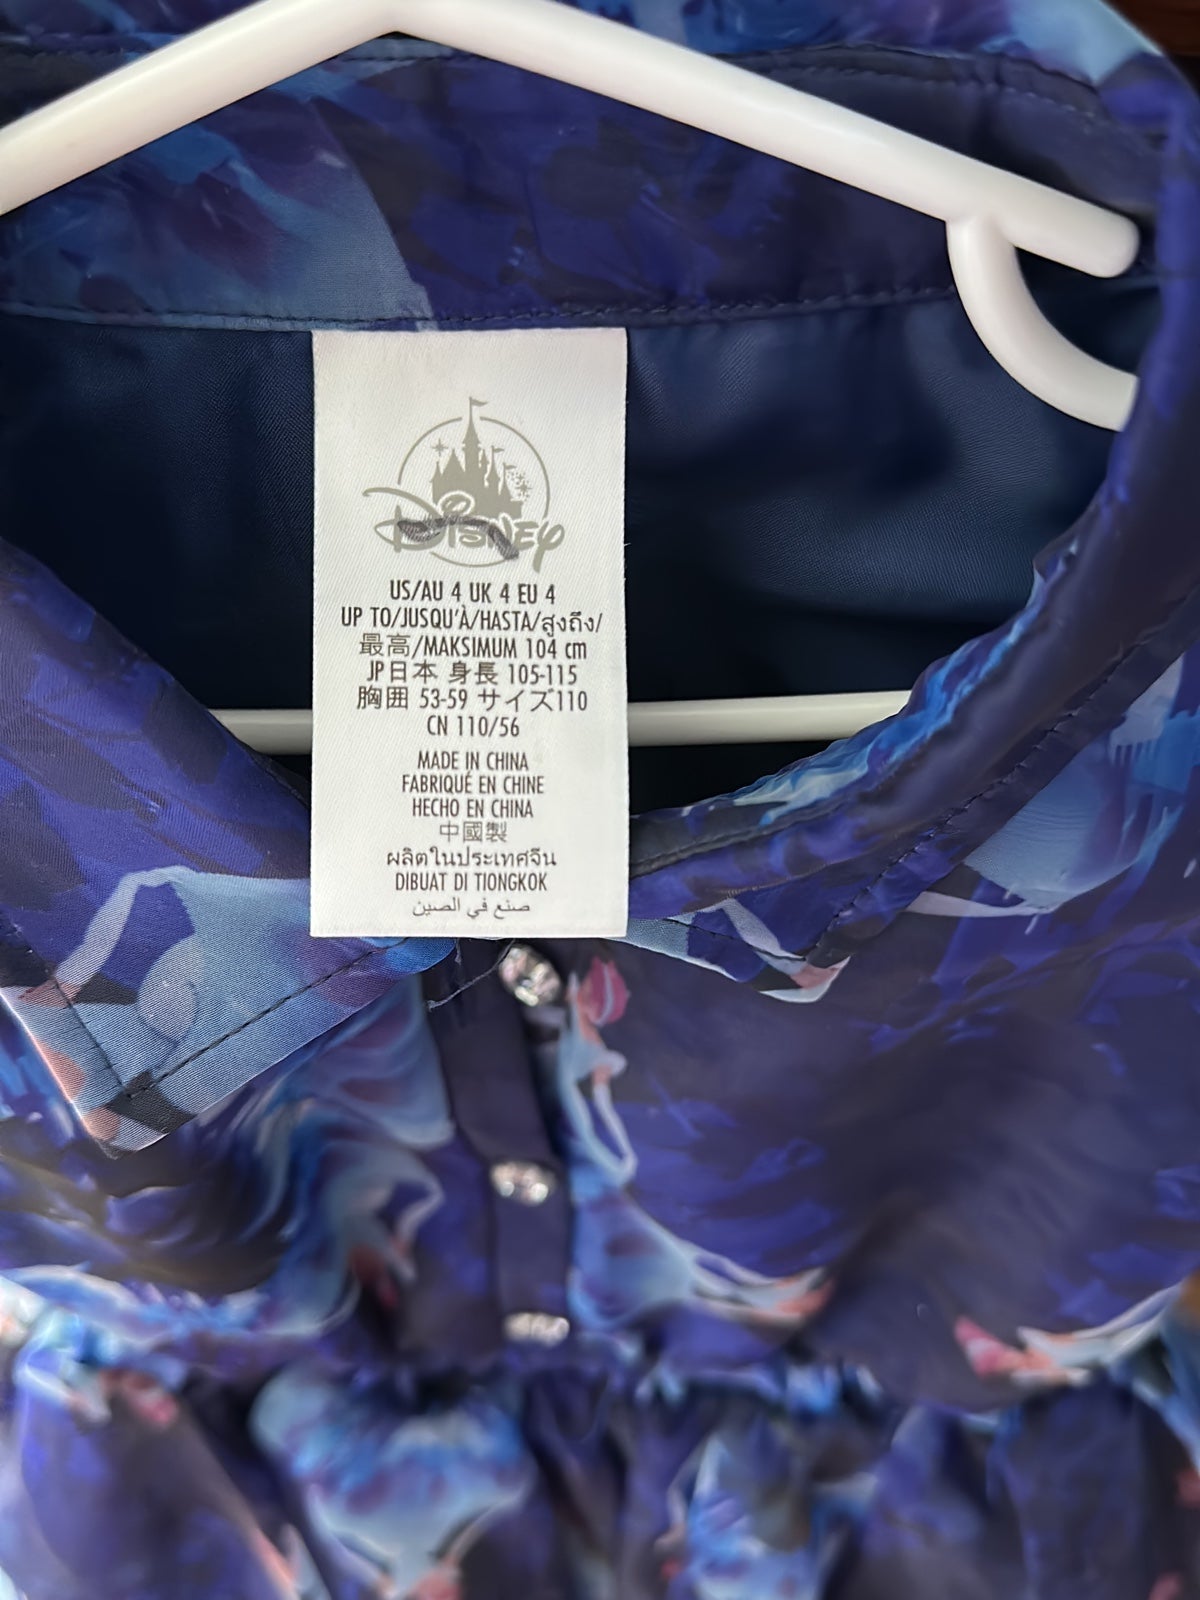 Disney
US/AU 4 UK 4 EU 4
UP TO/JUSQU'À/HASTA/สูงถึง/
最高/MAKSIMUM 104 cm
JP日本 身長 105-115
胸囲 53-59 サイズ110
CN 110/56
MADE IN CHINA
FABRIQUÉ EN CHINE
HECHO EN CHINA
中國製
ผลิตในประเทศจีน
DIBUAT DI TIONGKOK
صنع في الصين